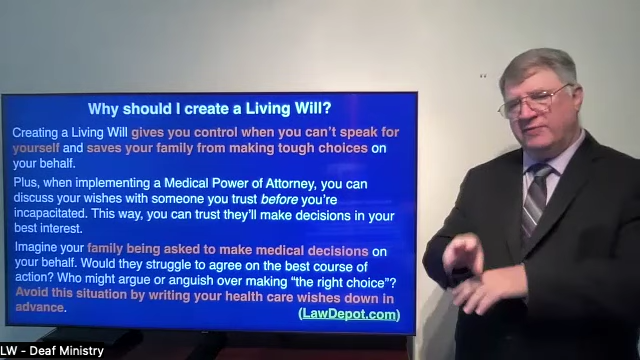 Why should I create a Living Will?
Creating a Living Will gives you control when you can't speak for
yourself and saves your family from making tough choices on
your behalf.
Plus, when implementing a Medical Power of Attorney, you can
discuss your wishes with someone you trust before you're
incapacitated. This way, you can trust they'll make decisions in your
best interest.
Imagine your family being asked to make medical decisions on
your behalf. Would they struggle to agree on the best course of
action? Who might argue or anguish over making "the right choice"?
Avoid this situation by writing your health care wishes down in
advance.
(LawDepot.com)
LW - Deaf Ministry